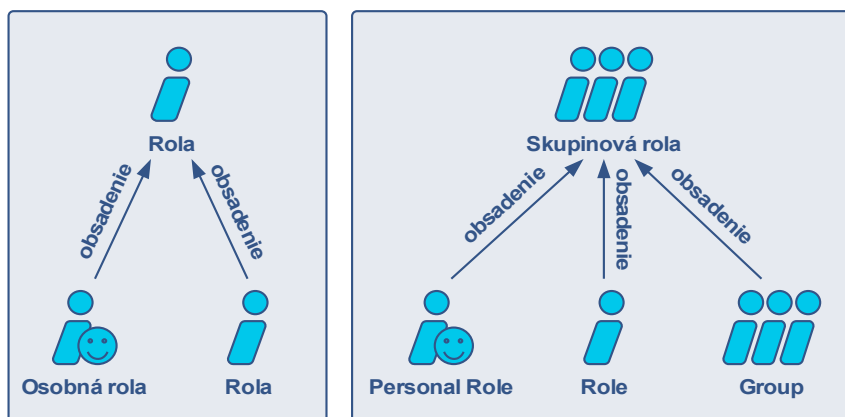 Rola
obsadenie
obsadenie
Osobná rola
Rola
Skupinová rola
obsadenie
obsadenie
obsadenie
Personal Role
Role
Group